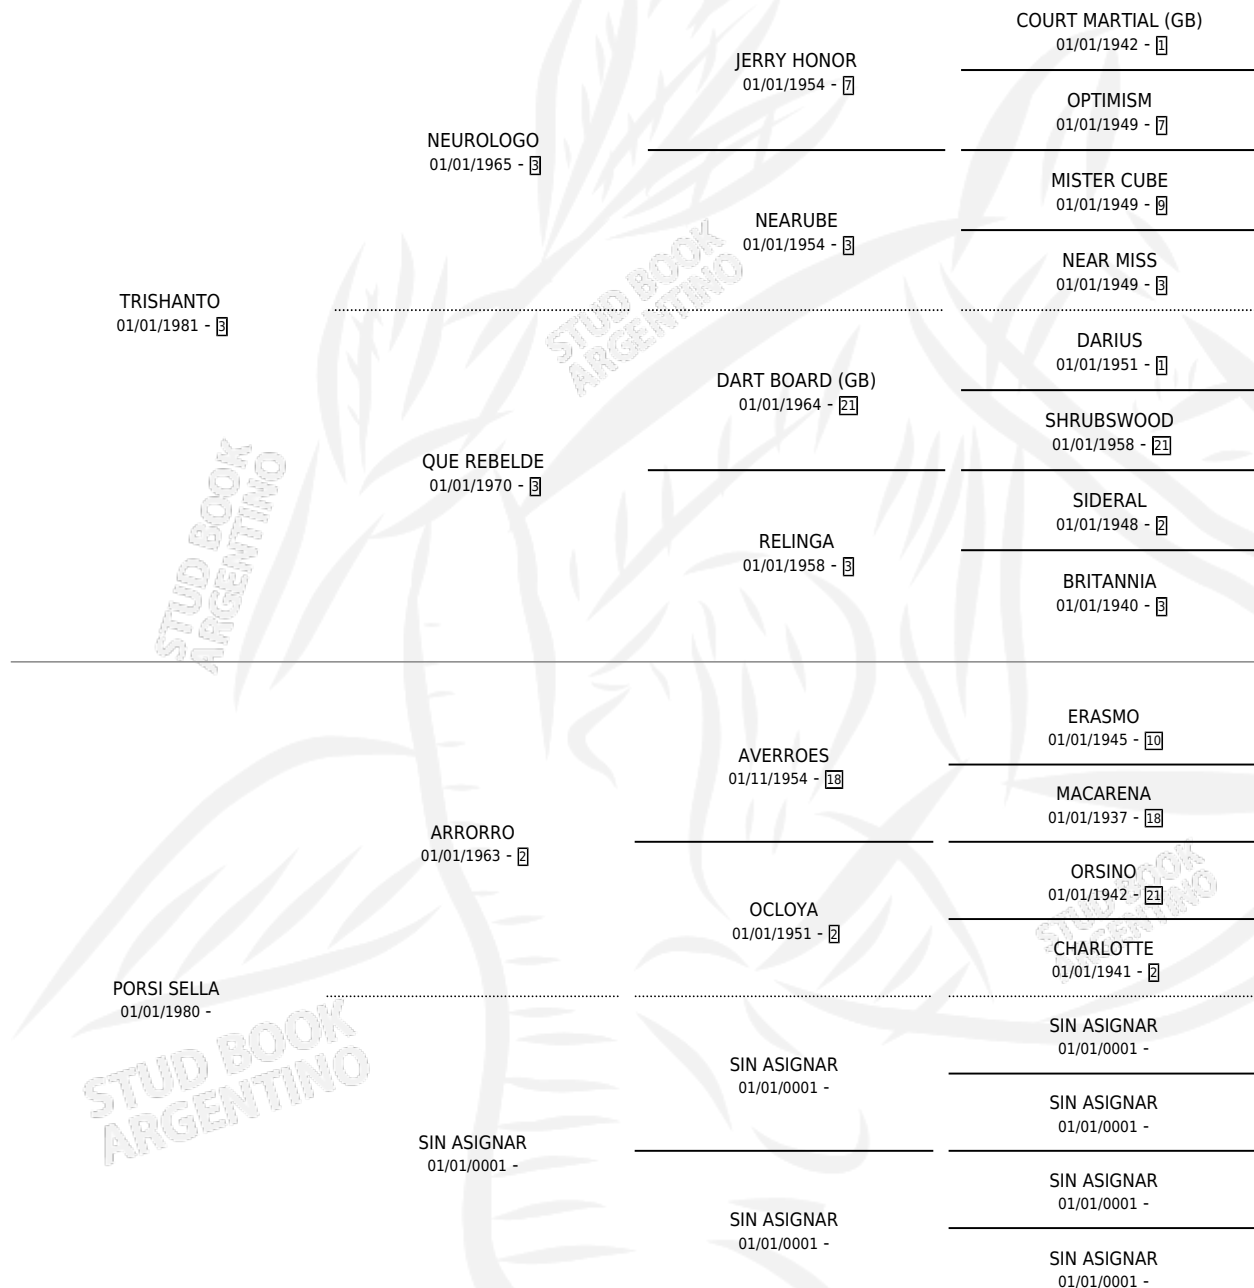 COURT MARTIAL (GB)
01/01/1942 - 1
JERRY HONOR
01/01/1954 - 7
OPTIMISM
01/01/1949 - 7
NEUROLOGO
01/01/1965 - 3
MISTER CUBE
01/01/1949 - 9
NEARUBE
01/01/1954 - 3
NEAR MISS
01/01/1949 - 3
TRISHANTO
01/01/1981 - 3
DARIUS
01/01/1951 - 1
DART BOARD (GB)
01/01/1964 - 21
SHRUBSWOOD
01/01/1958 - 21
QUE REBELDE
01/01/1970 - 3
SIDERAL
01/01/1948 - 2
RELINGA
01/01/1958 - 3
BRITANNIA
01/01/1940 - 3
ERASMO
01/01/1945 - 10
AVERROES
01/11/1954 - 18
MACARENA
01/01/1937 - 18
ARRORRO
01/01/1963 - 2
ORSINO
01/01/1942 - 21
OCLOYA
01/01/1951 - 2
CHARLOTTE
01/01/1941 - 2
PORSI SELLA
01/01/1980 -
SIN ASIGNAR
01/01/0001 -
SIN ASIGNAR
01/01/0001 -
SIN ASIGNAR
01/01/0001 -
SIN ASIGNAR
01/01/0001 -
SIN ASIGNAR
01/01/0001 -
SIN ASIGNAR
01/01/0001 -
SIN ASIGNAR
01/01/0001 -
STUD BOOK
ARGENTINO
STUD BOOK
ARGENTINO
STUD BOOK
ARGENTINO
STUD BOOK
ARGENTINO